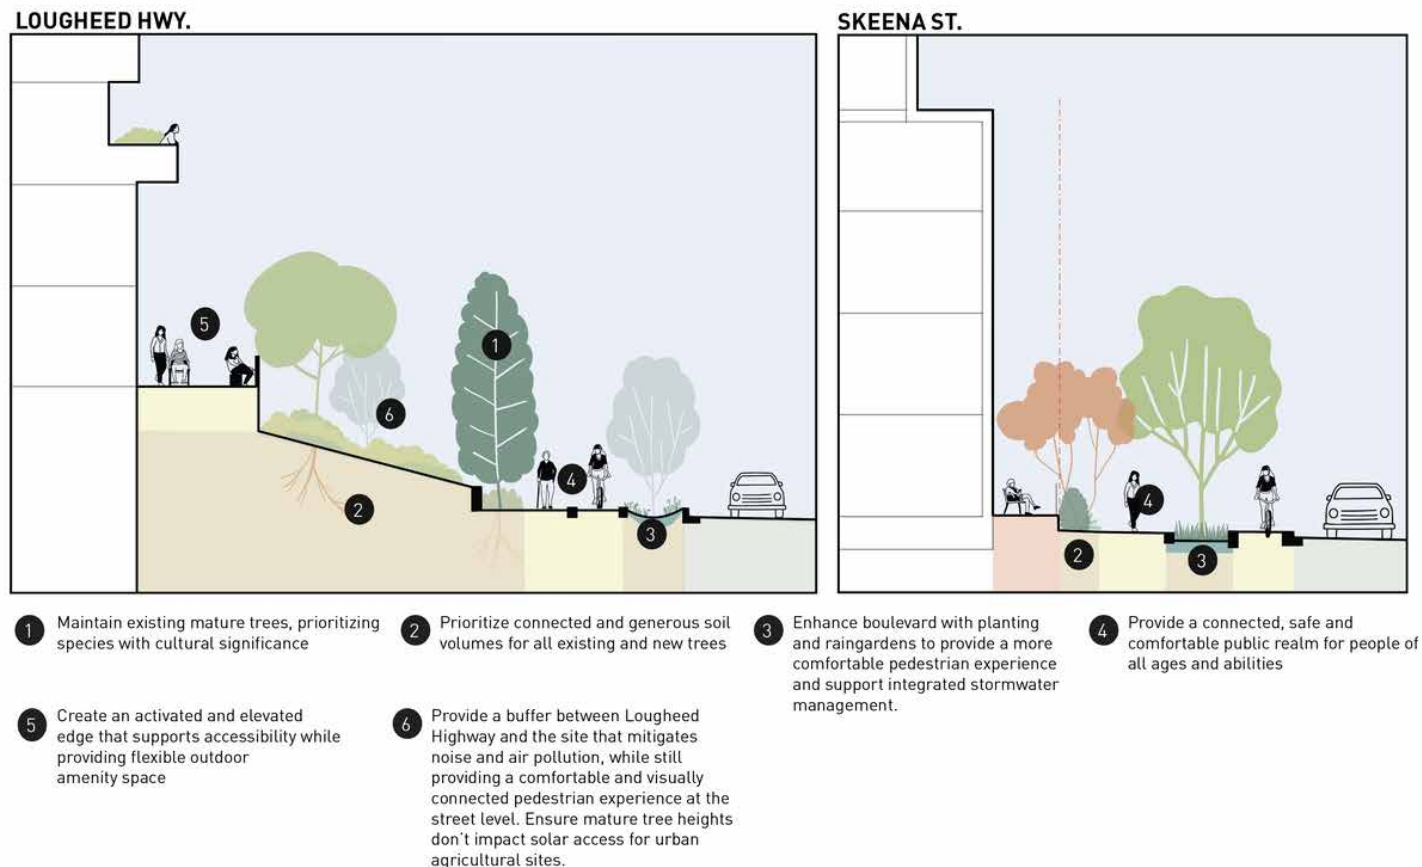 LOUGHEED HWY.
SKEENA ST.
5
1
6
4
2
3
4
2
3
1
Maintain existing mature trees, prioritizing
species with cultural significance
2
Prioritize connected and generous soil
volumes for all existing and new trees
3
Enhance boulevard with planting
and raingardens to provide a more
comfortable pedestrian experience
and support integrated stormwater
management.
4
Provide a connected, safe and
comfortable public realm for people of
all ages and abilities
5
Create an activated and elevated
edge that supports accessibility while
providing flexible outdoor
amenity space
6
Provide a buffer between Lougheed
Highway and the site that mitigates
noise and air pollution, while still
providing a comfortable and visually
connected pedestrian experience at the
street level. Ensure mature tree heights
don't impact solar access for urban
agricultural sites.